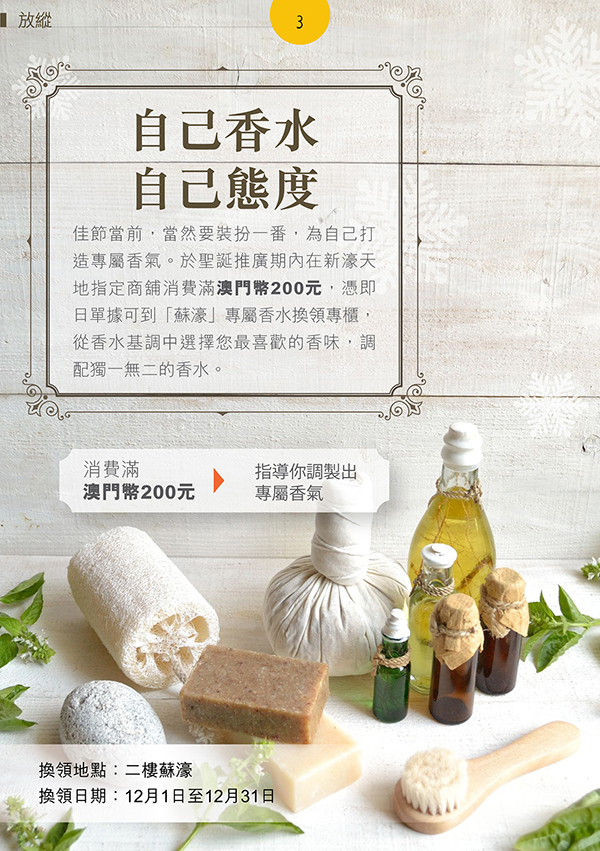 放縱
3
自己香水
自己態度
佳節當前，當然要裝扮一番，為自己打
造專屬香氣。於聖誕推廣期內在新濠天
地指定商舖消費滿澳門幣200元，憑即
日單據可到「蘇濠」專屬香水換領專櫃，
從香水基調中選擇您最喜歡的香味，調
配獨一無二的香水。
消費滿
澳門幣200元
指導你調製出
專屬香氣
換領地點：二樓蘇濠
換領日期：12月1日至12月31日